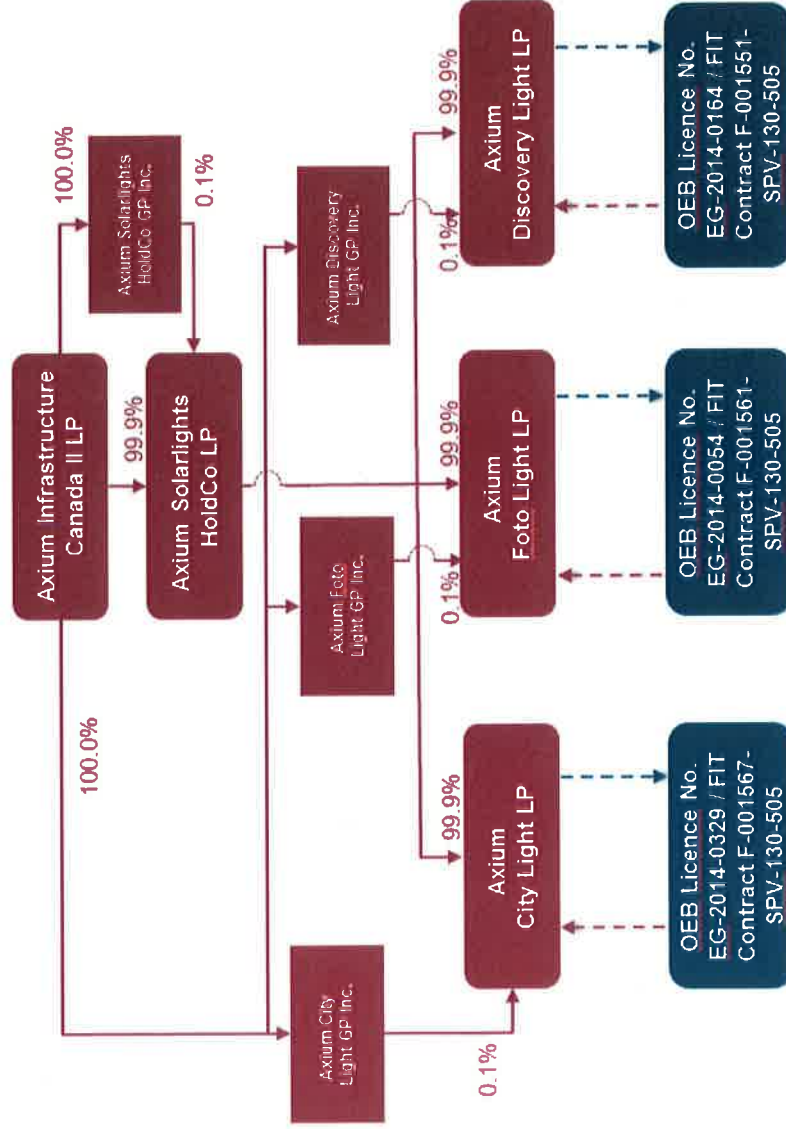 Axium Infrastructure
Canada II LP
100.0%
100.0%
Axium Solarlights
HoldCo GP Inc.
99.9%
0.1%
Axium Solarlights
HoldCo LP
Axium City
Light GP Inc.
Axium Foto
Light GP Inc.
Axium Discovery
Light GP Inc.
0.1%
99.9%
Axium
City Light LP
0.1%
99.9%
Axium
Foto Light LP
0.1%
99.9%
Axium
Discovery Light LP
OEB Licence No.
EG-2014-0329 / FIT
Contract F-001567-
SPV-130-505
OEB Licence No.
EG-2014-0054 / FIT
Contract F-001561-
SPV-130-505
OEB Licence No.
EG-2014-0164 / FIT
Contract F-001551-
SPV-130-505